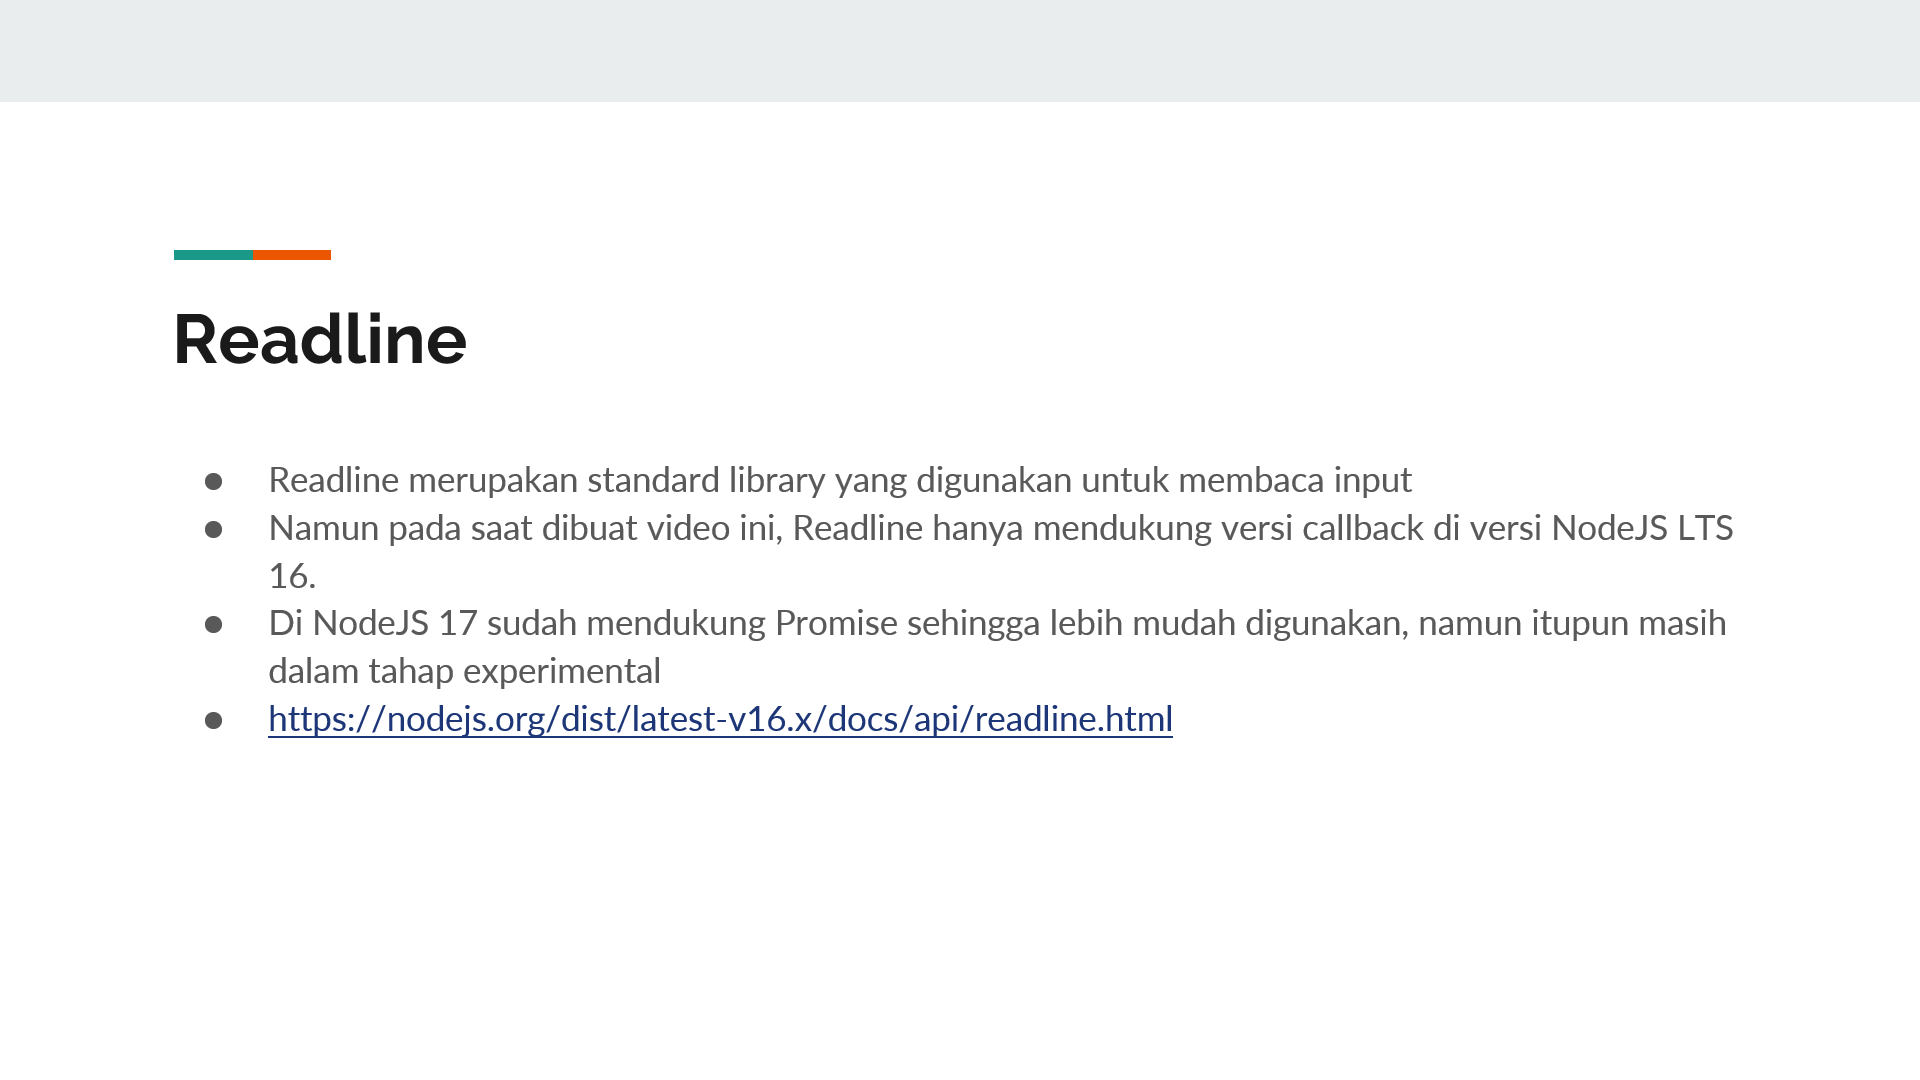 Readline
● Readline merupakan standard library yang digunakan untuk membaca input
● Namun pada saat dibuat video ini, Readline hanya mendukung versi callback di versi NodeJS LTS
16.
● Di NodeJS 17 sudah mendukung Promise sehingga lebih mudah digunakan, namun itupun masih
dalam tahap experimental
● https://nodejs.org/dist/latest-v16.x/docs/api/readline.html